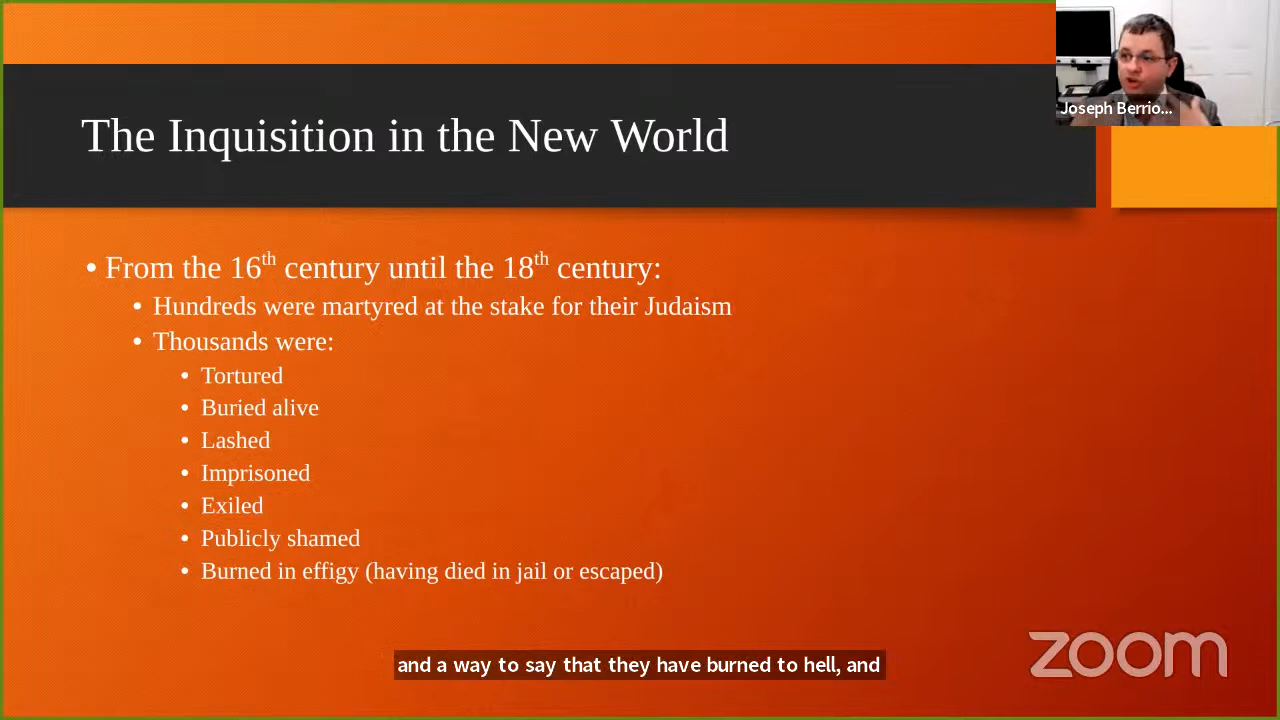 Joseph Berrio...
The Inquisition in the New World
• From the 16th century until the 18th century:
• Hundreds were martyred at the stake for their Judaism
• Thousands were:
• Tortured
• Buried alive
• Lashed
• Imprisoned
• Exiled
• Publicly shamed
• Burned in effigy (having died in jail or escaped)
and a way to say that they have burned to hell, and
zoom